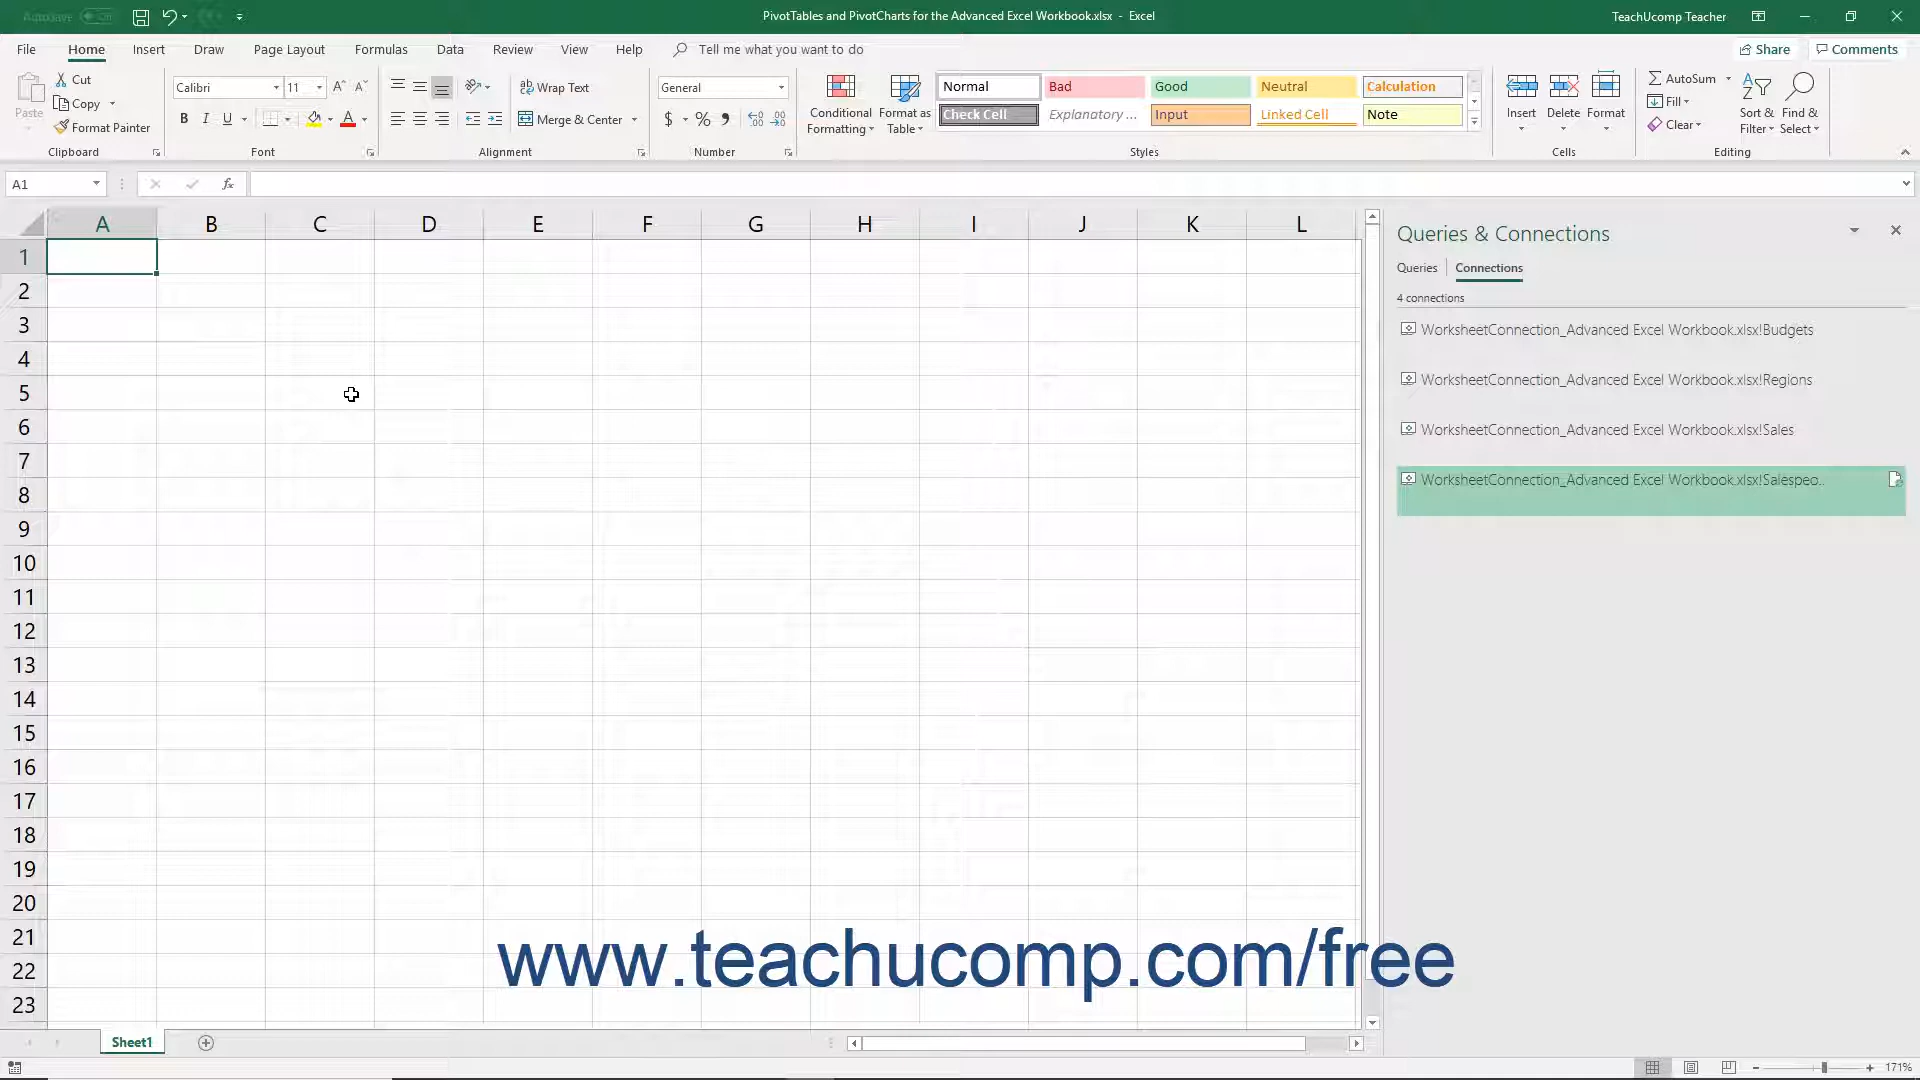 AutoSave Off
PivotTables and PivotCharts for the Advanced Excel Workbook.xlsx - Excel
TeachUcomp Teacher
File Home Insert Draw Page Layout Formulas Data Review View Help Tell me what you want to do
Share Comments
Paste
Cut
Copy
Format Painter
Clipboard
Calibri 11
B I U
Font
Wrap Text
Merge & Center
Alignment
General
$ % ,
Number
Conditional Formatting
Format as Table
Normal Bad Good Neutral Calculation
Check Cell Explanatory ... Input Linked Cell Note
Styles
Insert Delete Format
Cells
AutoSum
Fill
Clear
Sort & Filter
Find & Select
Editing
A1
fx
A B C D E F G H I J K L
1
2
3
4
5
6
7
8
9
10
11
12
13
14
15
16
17
18
19
20
21
22
23
Queries & Connections
Queries Connections
4 connections
WorksheetConnection_Advanced Excel Workbook.xlsx!Budgets
WorksheetConnection_Advanced Excel Workbook.xlsx!Regions
WorksheetConnection_Advanced Excel Workbook.xlsx!Sales
WorksheetConnection_Advanced Excel Workbook.xlsx!Salespeo..
www.teachucomp.com/free
Sheet1
171%